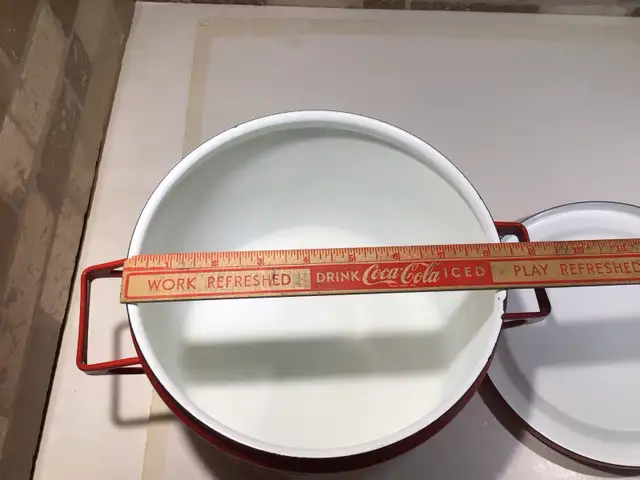 WORK REFRESHED DRINK Coca-Cola ICED PLAY REFRESHED